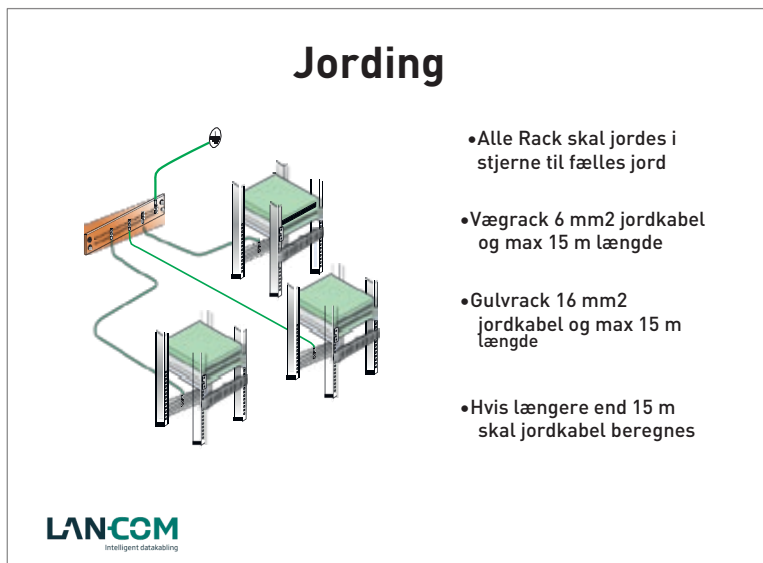 Jording
•Alle Rack skal jordes i
stjerne til fælles jord
•Vægrack 6 mm2 jordkabel
og max 15 m længde
•Gulvrack 16 mm2
jordkabel og max 15 m
længde
•Hvis længere end 15 m
skal jordkabel beregnes
LAN-COM
Intelligent datakabling